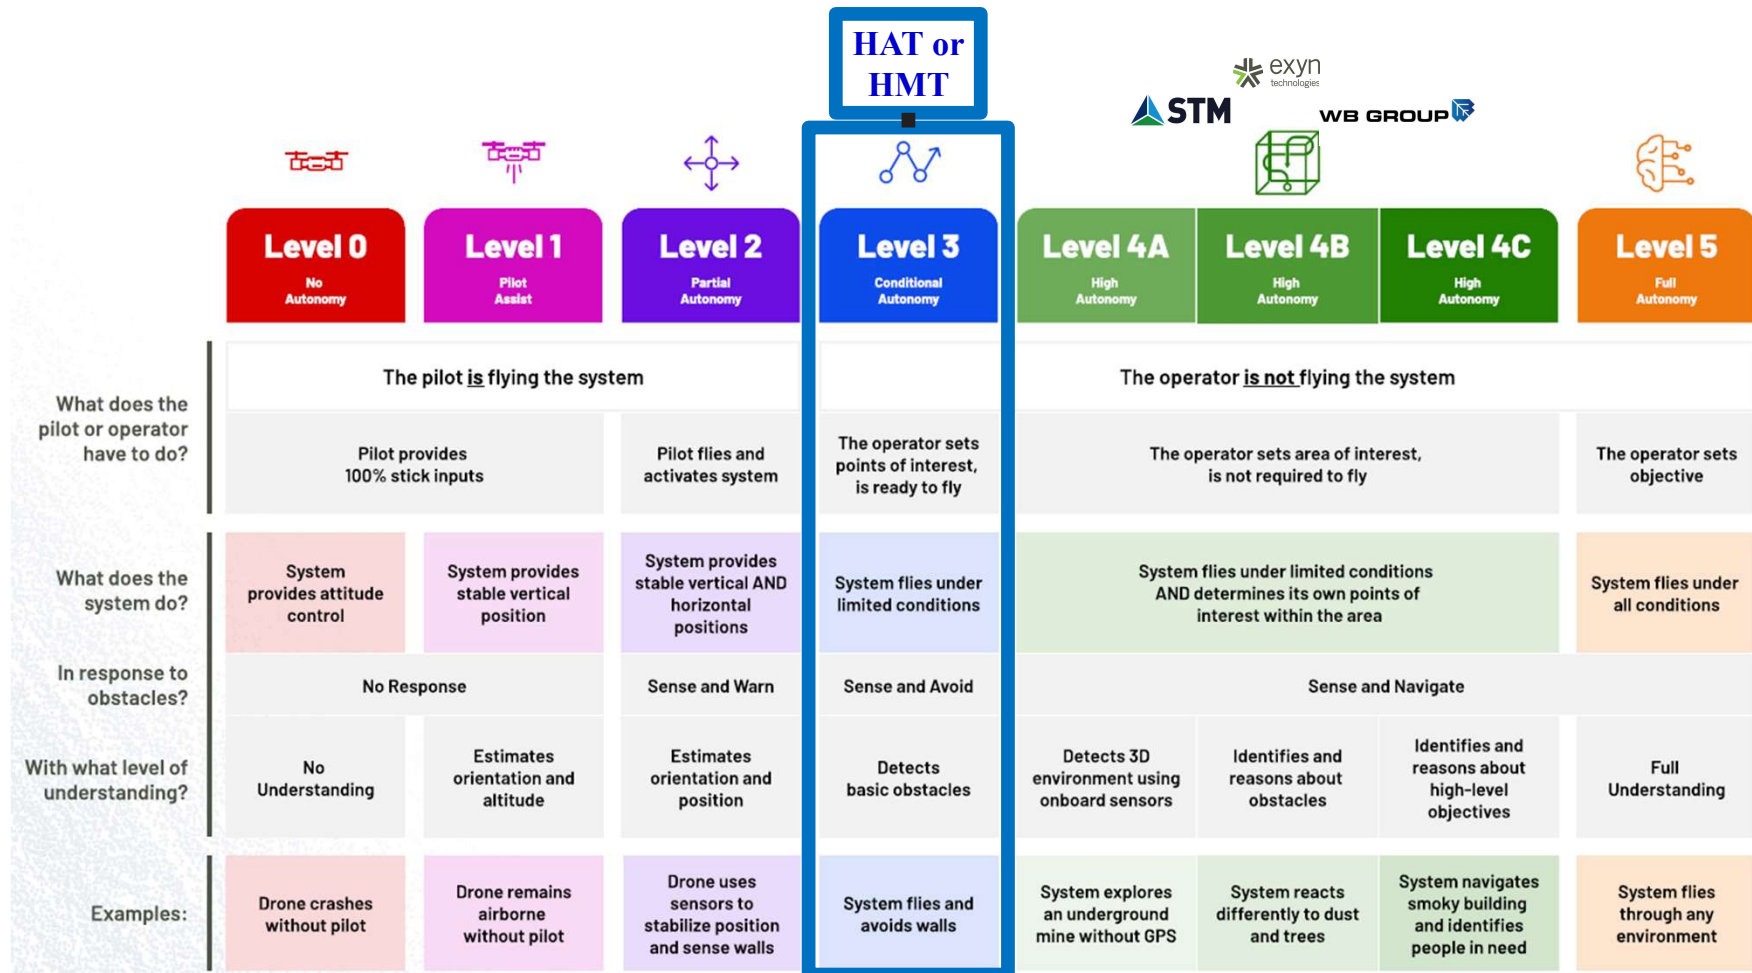 HAT or
HMT
exyn
technologies
STM
WB GROUP
Level 0
No
Autonomy
Level 1
Pilot
Assist
Level 2
Partial
Autonomy
Level 3
Conditional
Autonomy
Level 4A
High
Autonomy
Level 4B
High
Autonomy
Level 4C
High
Autonomy
Level 5
Full
Autonomy
What does the
pilot or operator
have to do?
The pilot is flying the system
The operator is not flying the system
Pilot provides
100% stick inputs
Pilot flies and
activates system
The operator sets
points of interest,
is ready to fly
The operator sets area of interest,
is not required to fly
The operator sets
objective
What does the
system do?
System
provides attitude
control
System provides
stable vertical
position
System provides
stable vertical AND
horizontal
positions
System flies under
limited conditions
System flies under limited conditions
AND determines its own points of
interest within the area
System flies under
all conditions
In response to
obstacles?
No Response
Sense and Warn
Sense and Avoid
Sense and Navigate
With what level of
understanding?
No
Understanding
Estimates
orientation and
altitude
Estimates
orientation and
position
Detects
basic obstacles
Detects 3D
environment using
onboard sensors
Identifies and
reasons about
obstacles
Identifies and
reasons about
high-level
objectives
Full
Understanding
Examples:
Drone crashes
without pilot
Drone remains
airborne
without pilot
Drone uses
sensors to
stabilize position
and sense walls
System flies and
avoids walls
System explores
an underground
mine without GPS
System reacts
differently to dust
and trees
System navigates
smoky building
and identifies
people in need
System flies
through any
environment